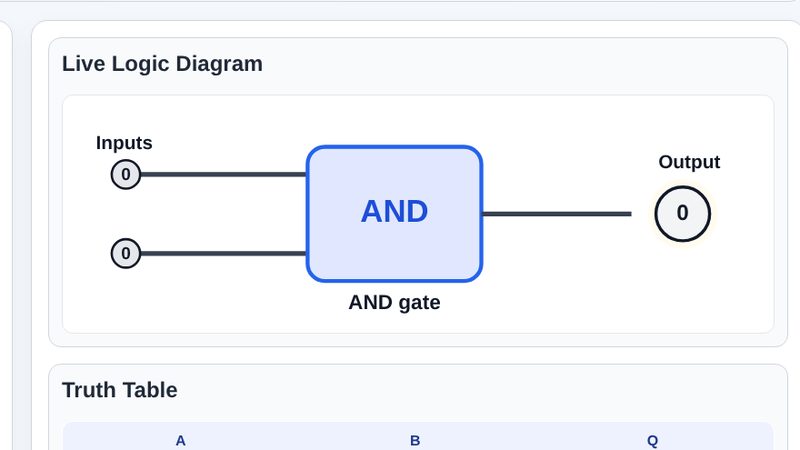 Live Logic Diagram
Inputs
0
0
AND
AND gate
Output
0
Truth Table
A B Q